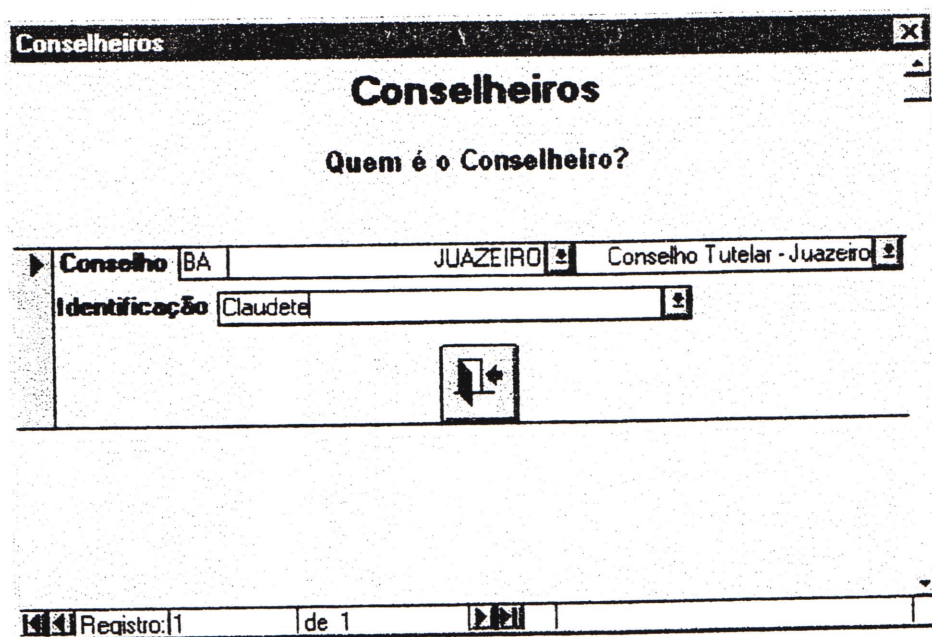 Conselheiros
Conselheiros
Quem é o Conselheiro?
Conselho BA JUAZEIRO Conselho Tutelar - Juazeiro
Identificação Claudete
Registro: 1 de 1